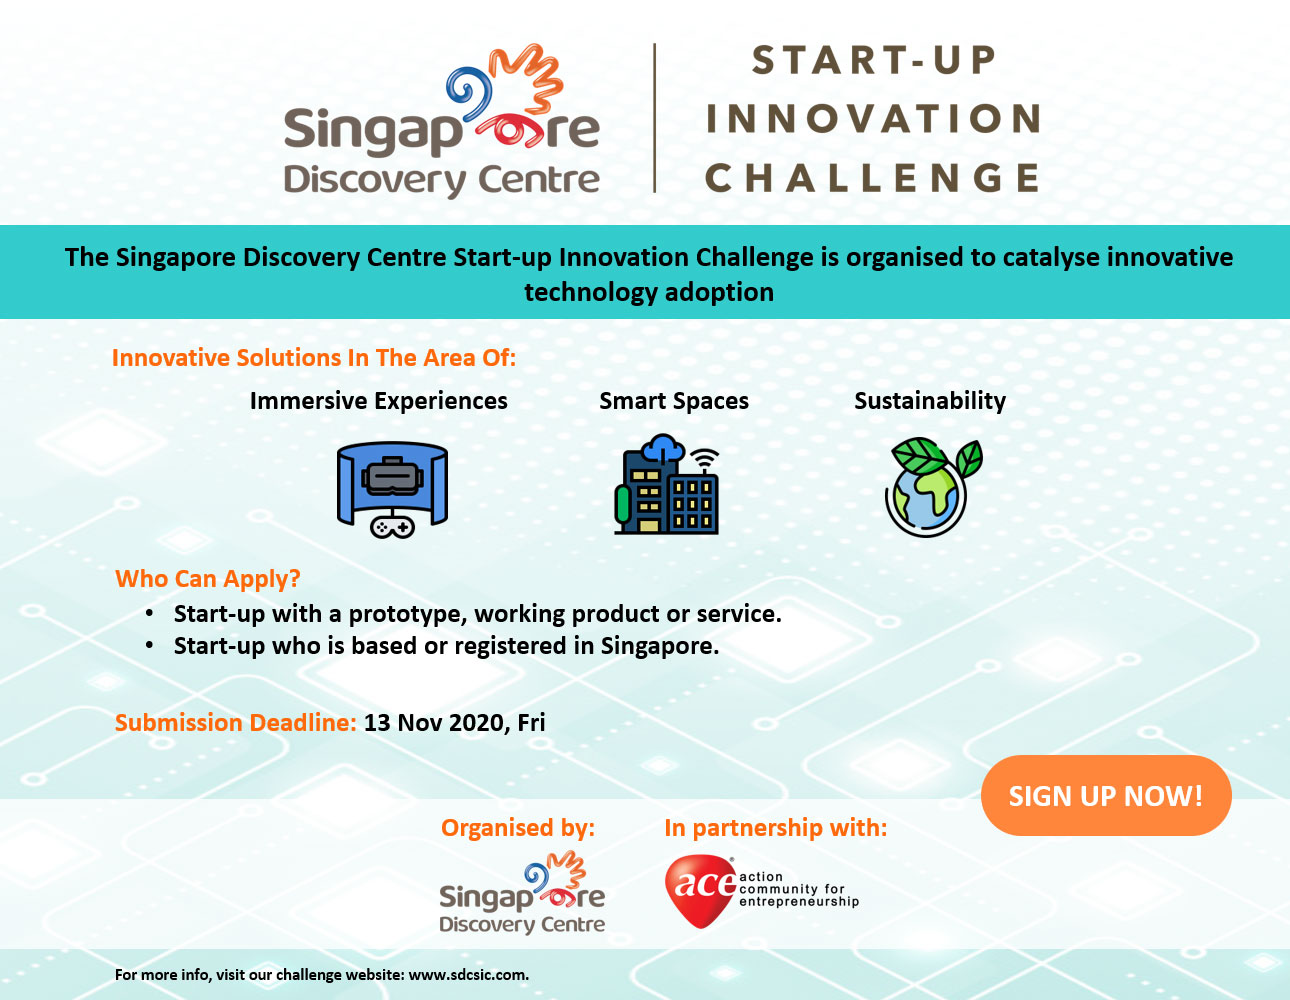 Singapore
Discovery Centre
START-UP
INNOVATION
CHALLENGE
The Singapore Discovery Centre Start-up Innovation Challenge is organised to catalyse innovative
technology adoption
Innovative Solutions In The Area Of:
Immersive Experiences Smart Spaces Sustainability
Who Can Apply?
• Start-up with a prototype, working product or service.
• Start-up who is based or registered in Singapore.
Submission Deadline: 13 Nov 2020, Fri
SIGN UP NOW!
Organised by:
Singapore
Discovery Centre
In partnership with:
ace®
action
community for
entrepreneurship
For more info, visit our challenge website: www.sdcsic.com.